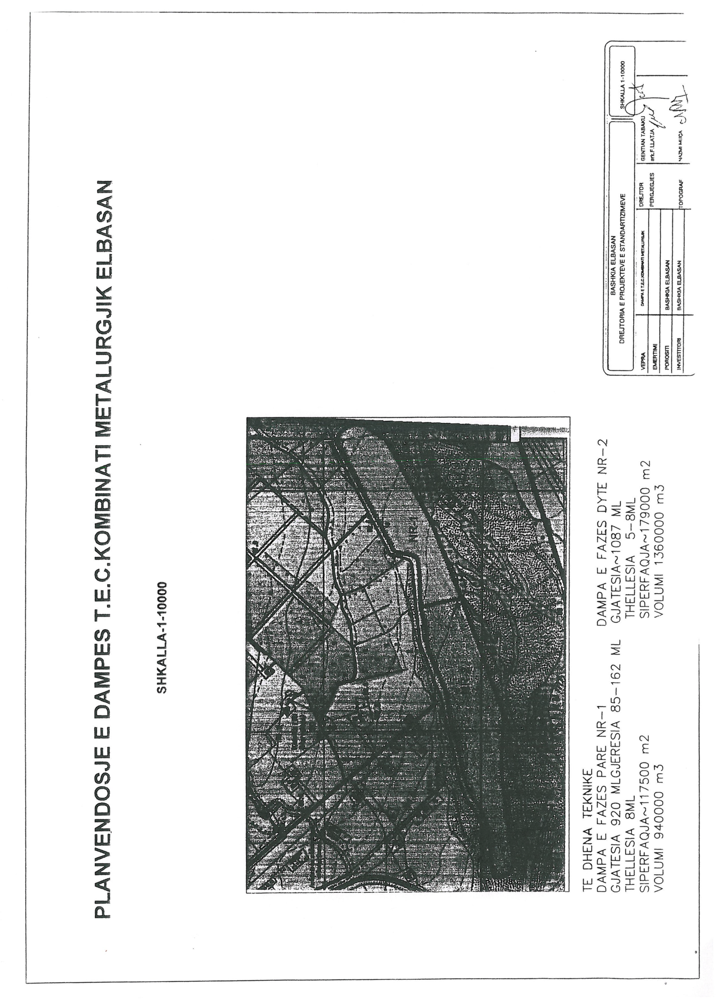 PLANVENDOSJE E DAMPES T.E.C.KOMBINATI METALURGJIK ELBASAN
SHKALLA-1-10000
TE DHENA TEKNIKE
DAMPA E FAZES PARE NR-1
GJATESIA 920 MLGJERESIA 85-162 ML
THELLESIA 8ML
SIPERFAQJA~117500 m2
VOLUMI 940000 m3
DAMPA E FAZES DYTE NR-2
GJATESIA~1087 ML
THELLESIA 5-8ML
SIPERFAQJA~179000 m2
VOLUMI 1360000 m3
BASHKIA ELBASAN
DREJTORIA E PROJEKTEVE E STANDARTIZIMEVE
SHKALLA 1-10000
VEPRA DAMPA E T.E.C.KOMBINATI METALURGJIK DREJTOR GENTIAN TABAKU
EMERTIMI PERGJEGJES ark.F.LLATJA
POROSITI BASHKIA ELBASAN
INVESTITORI BASHKIA ELBASAN TOPOGRAF NAZMI MUÇA